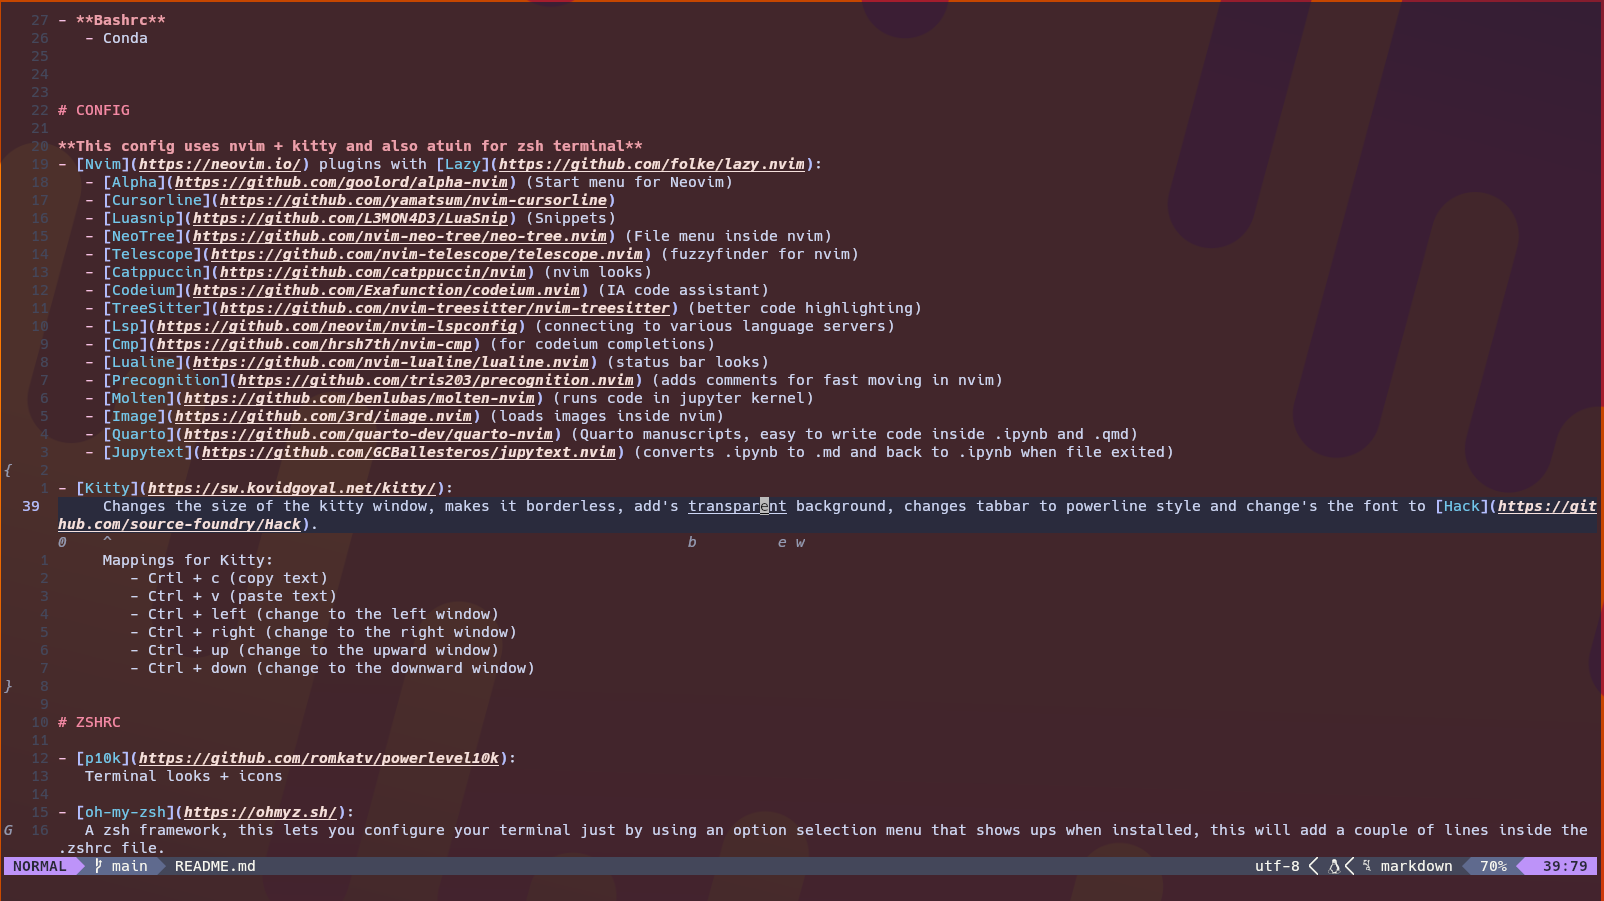 27 - **Bashrc**
26    - Conda
25
24
23
22 # CONFIG
21
20 **This config uses nvim + kitty and also atuin for zsh terminal**
19 - [Nvim](https://neovim.io/) plugins with [Lazy](https://github.com/folke/lazy.nvim):
18    - [Alpha](https://github.com/goolord/alpha-nvim) (Start menu for Neovim)
17    - [Cursorline](https://github.com/yamatsum/nvim-cursorline)
16    - [Luasnip](https://github.com/L3MON4D3/LuaSnip) (Snippets)
15    - [NeoTree](https://github.com/nvim-neo-tree/neo-tree.nvim) (File menu inside nvim)
14    - [Telescope](https://github.com/nvim-telescope/telescope.nvim) (fuzzyfinder for nvim)
13    - [Catppuccin](https://github.com/catppuccin/nvim) (nvim looks)
12    - [Codeium](https://github.com/Exafunction/codeium.nvim) (IA code assistant)
11    - [TreeSitter](https://github.com/nvim-treesitter/nvim-treesitter) (better code highlighting)
10    - [Lsp](https://github.com/neovim/nvim-lspconfig) (connecting to various language servers)
9    - [Cmp](https://github.com/hrsh7th/nvim-cmp) (for codeium completions)
8    - [Lualine](https://github.com/nvim-lualine/lualine.nvim) (status bar looks)
7    - [Precognition](https://github.com/tris203/precognition.nvim) (adds comments for fast moving in nvim)
6    - [Molten](https://github.com/benlubas/molten-nvim) (runs code in jupyter kernel)
5    - [Image](https://github.com/3rd/image.nvim) (loads images inside nvim)
4    - [Quarto](https://github.com/quarto-dev/quarto-nvim) (Quarto manuscripts, easy to write code inside .ipynb and .qmd)
3    - [Jupytext](https://github.com/GCBallesteros/jupytext.nvim) (converts .ipynb to .md and back to .ipynb when file exited)
{ 2
1 - [Kitty](https://sw.kovidgoyal.net/kitty/):
39      Changes the size of the kitty window, makes it borderless, add's transparent background, changes tabbar to powerline style and change's the font to [Hack](https://git
hub.com/source-foundry/Hack).
0    ^    b    e w
1      Mappings for Kitty:
2         - Crtl + c (copy text)
3         - Ctrl + v (paste text)
4         - Ctrl + left (change to the left window)
5         - Ctrl + right (change to the right window)
6         - Ctrl + up (change to the upward window)
7         - Ctrl + down (change to the downward window)
} 8
9
10 # ZSHRC
11
12 - [p10k](https://github.com/romkatv/powerlevel10k):
13    Terminal looks + icons
14
15 - [oh-my-zsh](https://ohmyz.sh/):
G 16    A zsh framework, this lets you configure your terminal just by using an option selection menu that shows ups when installed, this will add a couple of lines inside the
.zshrc file.
NORMAL main README.md utf-8 markdown 70% 39:79